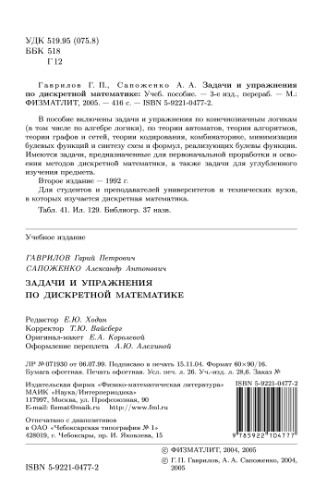 УДК 519.95 (075.8)
ББК 518
Г12
Гаврилов Г. П., Сапоженко А. А. Задачи и упражнения
по дискретной математике: Учеб. пособие. — 3-е изд., перераб. — М.:
ФИЗМАТЛИТ, 2005. — 416 с. — ISBN 5-9221-0477-2.
В пособие включены задачи и упражнения по конечнозначным логикам
(в том числе по алгебре логики), по теории автоматов, теории алгоритмов,
теории графов и сетей, теории кодирования, комбинаторике, минимизации
булевых функций и синтезу схем и формул, реализующих булевы функции.
Имеются задачи, предназначенные для первоначальной проработки и осво-
ения методов дискретной математики, а также задачи для углубленного
изучения предмета.
Второе издание — 1992 г.
Для студентов и преподавателей университетов и технических вузов,
в которых изучается дискретная математика.
Табл. 41. Ил. 129. Библиогр. 37 назв.
Учебное издание
ГАВРИЛОВ Гарий Петрович
САПОЖЕНКО Александр Антонович
ЗАДАЧИ И УПРАЖНЕНИЯ
ПО ДИСКРЕТНОЙ МАТЕМАТИКЕ
Редактор Е.Ю. Ходан
Корректор Т.Ю. Вайсберг
Оригинал-макет Е.А. Королевой
Оформление переплета А.Ю. Алехиной
ЛР №071930 от 06.07.99. Подписано в печать 15.11.04. Формат 60×90/16.
Бумага офсетная. Печать офсетная. Усл. печ. л. 26. Уч.-изд. л. 28,6. Заказ №
Издательская фирма «Физико-математическая литература»
МАИК «Наука/Интерпериодика»
117997, Москва, ул. Профсоюзная, 90
E-mail: fizmat@maik.ru http://www.fml.ru
Отпечатано с диапозитивов
в ОАО «Чебоксарская типография № 1»
428019, г. Чебоксары, пр. И. Яковлева, 15
ISBN 5-9221-0477-2
9 785922 104777
© ФИЗМАТЛИТ, 2004, 2005
© Г. П. Гаврилов, А. А. Сапоженко, 2004,
2005
ISBN 5-9221-0477-2